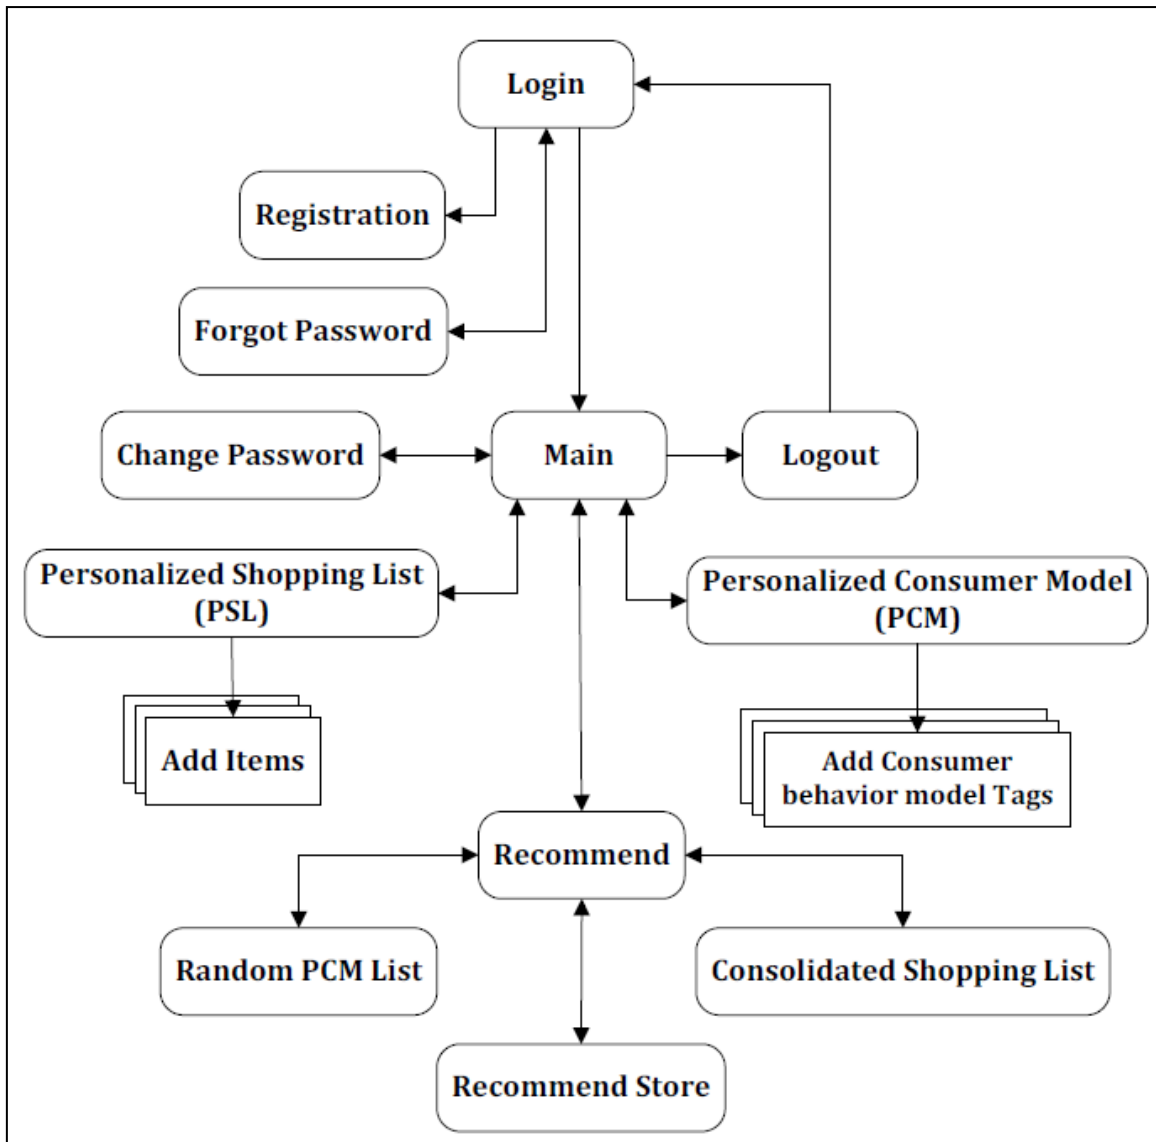 Login
Registration
Forgot Password
Change Password
Main
Logout
Personalized Shopping List
(PSL)
Personalized Consumer Model
(PCM)
Add Items
Add Consumer
behavior model Tags
Recommend
Random PCM List
Consolidated Shopping List
Recommend Store